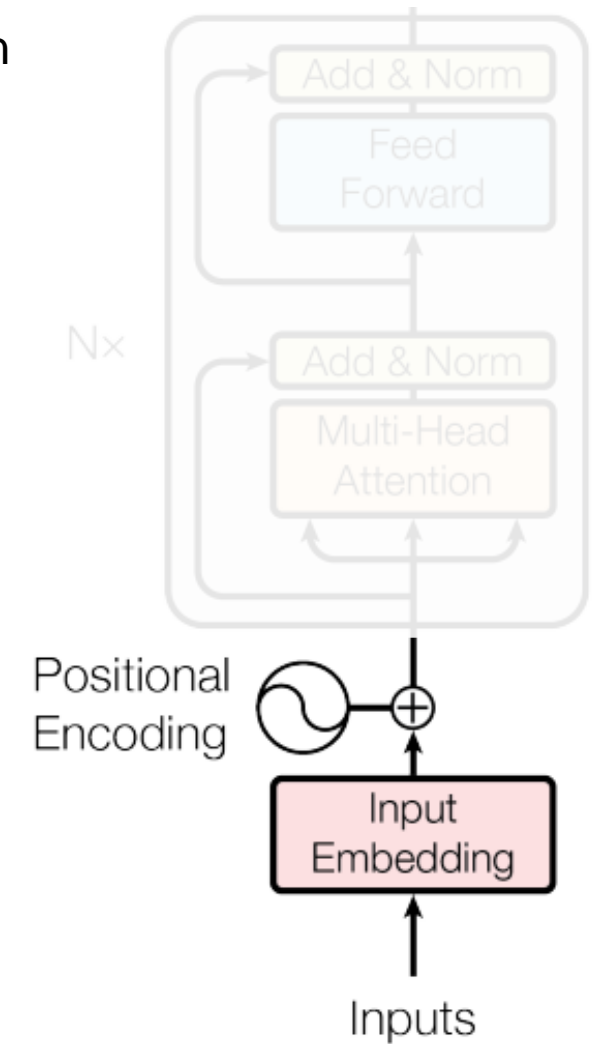 n
Add & Norm
Feed
Forward
N×
Add & Norm
Multi-Head
Attention
Positional
Encoding
Input
Embedding
Inputs